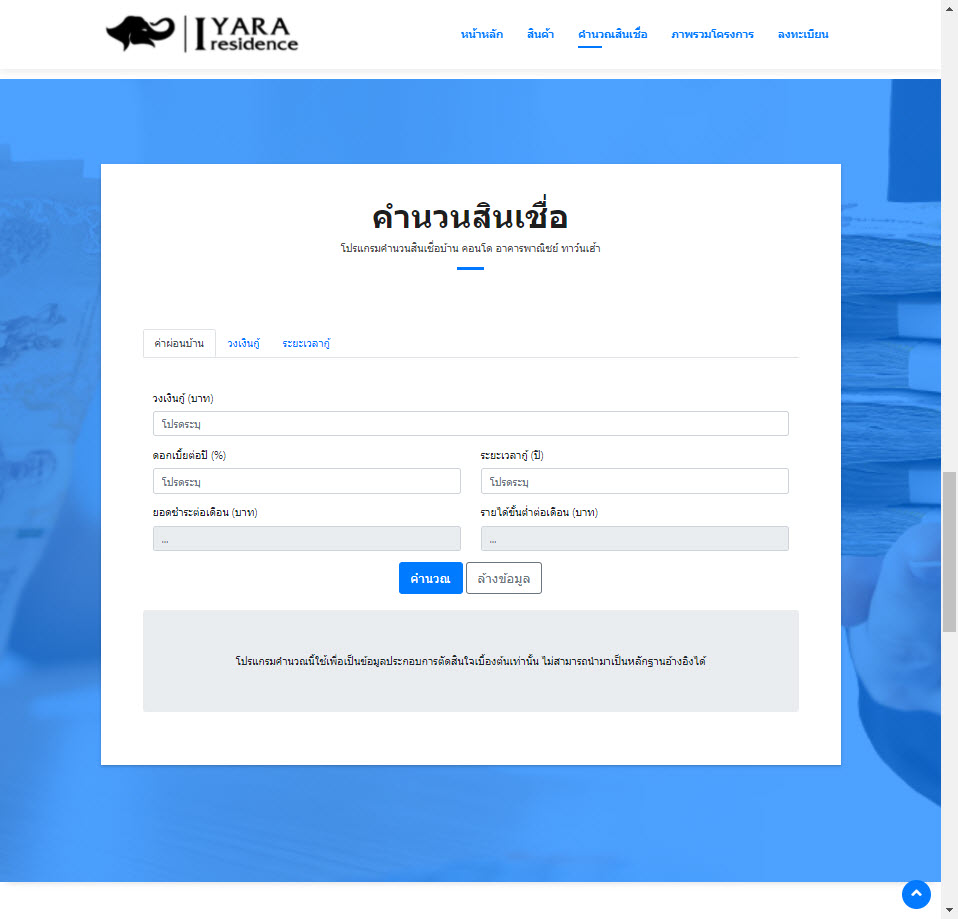 IYARA
residence
หน้าหลัก สินค้า คำนวณสินเชื่อ ภาพรวมโครงการ ลงทะเบียน
คำนวนสินเชื่อ
โปรแกรมคำนวนสินเชื่อบ้าน คอนโด อาคารพาณิชย์ ทาว์นเฮ้า
ค่าผ่อนบ้าน วงเงินกู้ ระยะเวลากู้
วงเงินกู้ (บาท)
โปรดระบุ
ดอกเบี้ยต่อปี (%) ระยะเวลากู้ (ปี)
โปรดระบุ โปรดระบุ
ยอดชำระต่อเดือน (บาท) รายได้ขั้นต่ำต่อเดือน (บาท)
... ...
คำนวณ ล้างข้อมูล
โปรแกรมคำนวณนี้ใช้เพื่อเป็นข้อมูลประกอบการตัดสินใจเบื้องต้นเท่านั้น ไม่สามารถนำมาเป็นหลักฐานอ้างอิงได้